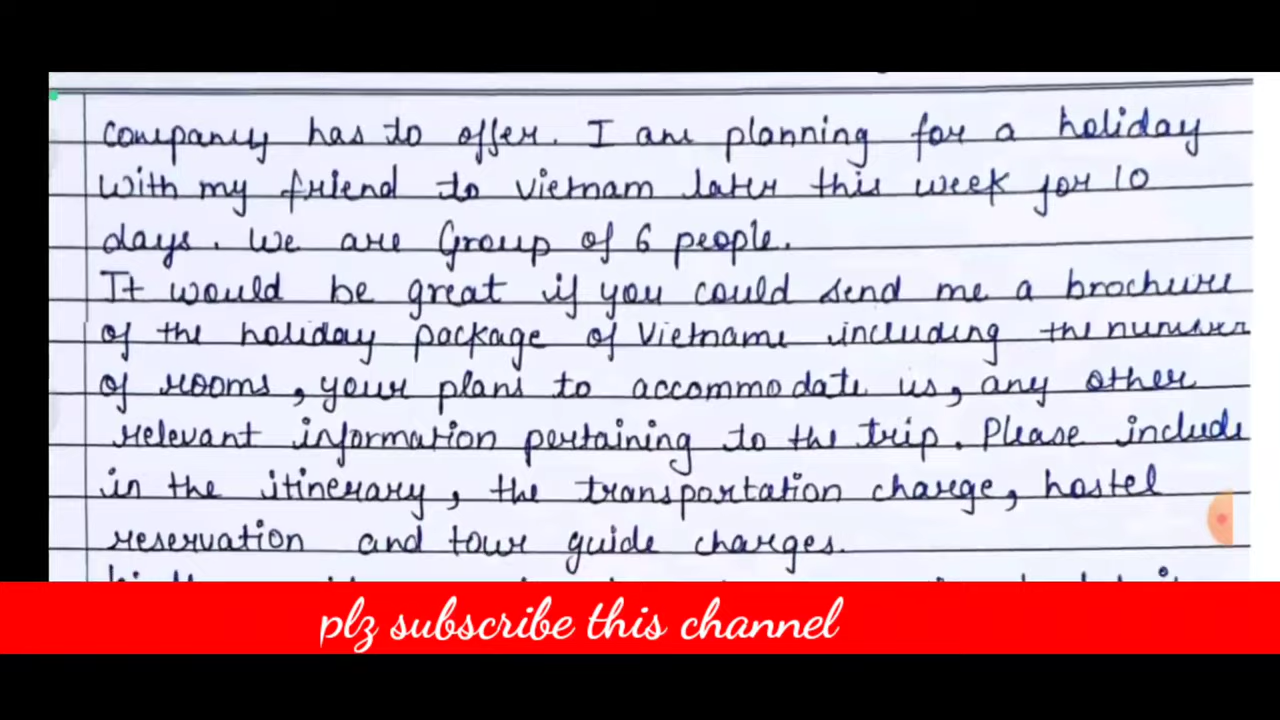 company has to offer. I am planning for a holiday
with my friend to vietnam later this week for 10
days. We are Group of 6 people.
It would be great if you could send me a brochure
of the holiday package of Vietname including the number
of rooms, your plans to accommodate us, any other
relevant information pertaining to the trip. Please include
in the itinerary, the transportation charge, hostel
reservation and tour guide charges.
plz subscribe this channel